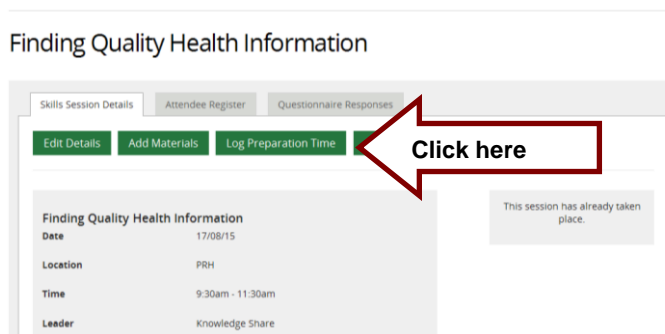 Finding Quality Health Information
Skills Session Details Attendee Register Questionnaire Responses
Edit Details Add Materials Log Preparation Time
Click here
Finding Quality Health Information
Date 17/08/15
Location PRH
Time 9:30am - 11:30am
Leader Knowledge Share
This session has already taken
place.